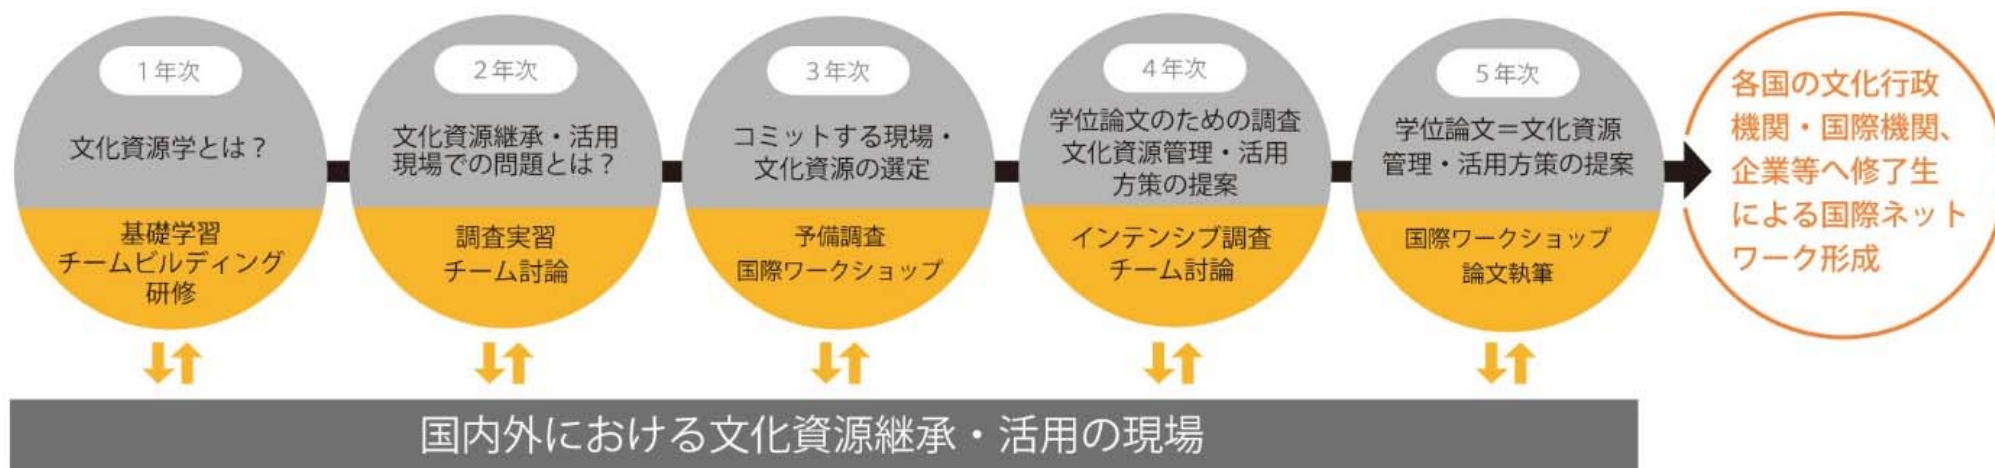 1年次
文化資源学とは？
基礎学習
チームビルディング
研修
2年次
文化資源継承・活用
現場での問題とは？
調査実習
チーム討論
3年次
コミットする現場・
文化資源の選定
予備調査
国際ワークショップ
4年次
学位論文のための調査
文化資源管理・活用
方策の提案
インテンシブ調査
チーム討論
5年次
学位論文＝文化資源
管理・活用方策の提案
国際ワークショップ
論文執筆
各国の文化行政
機関・国際機関、
企業等へ修了生
による国際ネット
ワーク形成
国内外における文化資源継承・活用の現場